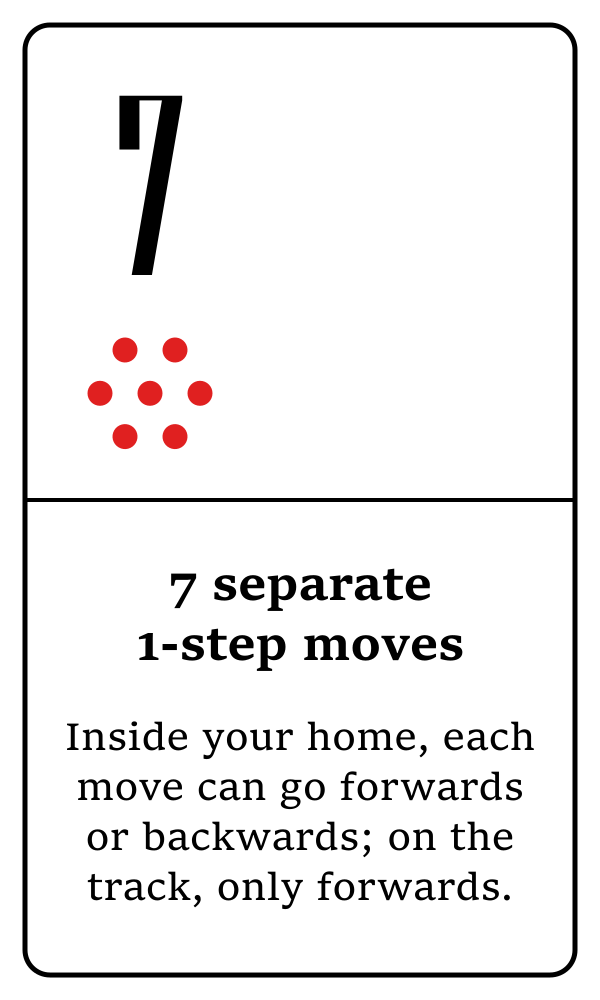 7
7 separate
1-step moves
Inside your home, each
move can go forwards
or backwards; on the
track, only forwards.